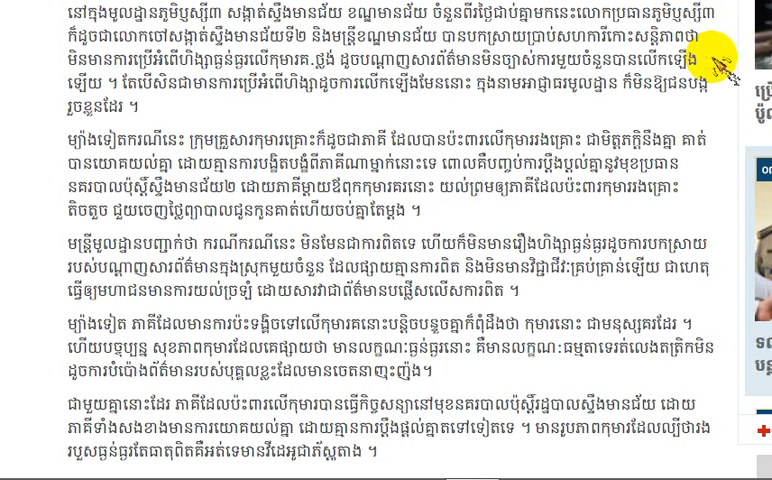 នៅក្នុងមូលដ្ឋានភូមិឫស្សី៣ សង្កាត់ស្ទឹងមានជ័យ ខណ្ឌមានជ័យ ចំនួនពីរថ្ងៃជាប់គ្នាមកនេះលោកប្រធានភូមិឫស្សី៣
ក៏ដូចជាលោកចៅសង្កាត់ស្ទឹងមានជ័យទី២ និងមន្ត្រីខណ្ឌមានជ័យ បានបកស្រាយប្រាប់សហការីកោះសន្តិភាពថា
មិនមានការប្រើអំពើហិង្សាធ្ងន់ធ្ងរលើកុមារគ.ថ្លង់ ដូចបណ្តាញសារព័ត៌មានមិនច្បាស់ការមួយចំនួនបានលើកឡើង
ឡើយ ។ តែបើសិនជាមានការប្រើអំពើហិង្សាដូចការលើកឡើងមែននោះ ក្នុងនាមអាជ្ញាធរមូលដ្ឋាន ក៏មិនឱ្យជនបង្ក
រួចខ្លួនដែរ ។
ម្យ៉ាងទៀតករណីនេះ ក្រុមគ្រួសារកុមារគ្រោះក៏ដូចជាភាគី ដែលបានប៉ះពារលើកុមាររងគ្រោះ ជាមិត្តភក្តិនឹងគ្នា គាត់
បានយោគយល់គ្នា ដោយគ្មានការបង្ខិតបង្ខំពីភាគីណាម្នាក់នោះទេ ពោលគឺបញ្ចប់ការប្តឹងប្តល់គ្នានូវមុខប្រធាន
នគរបាលប៉ុស្តិ៍ស្ទឹងមានជ័យ២ ដោយភាគីម្តាយឪពុកកុមារគរនោះ យល់ព្រមឲ្យភាគីដែលប៉ះពារកុមាររងគ្រោះ
តិចតួច ជួយចេញថ្លៃព្យាបាលជូនកូនគាត់ហើយចប់គ្នាតែម្តង ។
មន្ត្រីមូលដ្ឋានបញ្ជាក់ថា ករណីករណីនេះ មិនមែនជាការពិតទេ ហើយក៏មិនមានរឿងហិង្សាធ្ងន់ធ្ងរដូចការបកស្រាយ
របស់បណ្តាញសារព័ត៌មានក្នុងស្រុកមួយចំនួន ដែលផ្សាយគ្មានការពិត និងមិនមានវិជ្ជាជីវៈគ្រប់គ្រាន់ឡើយ ជាហេតុ
ធ្វើឲ្យមហាជនមានការយល់ច្រឡំ ដោយសារវាជាព័ត៌មានបផ្លើសលើសការពិត ។
ម្យ៉ាងទៀត ភាគីដែលមានការប៉ះទង្គិចទៅលើកុមារគនោះបន្តិចបន្តួចគ្នាក៏ពុំដឹងថា កុមារនោះ ជាមនុស្សគរដែរ ។
ហើយបច្ចុប្បន្ន សុខភាពកុមារដែលគេផ្សាយថា មានលក្ខណៈធ្ងន់ធ្ងរនោះ គឺមានលក្ខណៈធម្មតាទេរត់លេងតត្រិកមិន
ដូចការបំប៉ោងព័ត៌មានរបស់បុគ្គលខ្លះដែលមានចេតនាញុះញ៉ង់។
ជាមួយគ្នានោះដែរ ភាគីដែលប៉ះពារលើកុមារបានធ្វើកិច្ចសន្យានៅមុខនគរបាលប៉ុស្តិ៍រដ្ឋបាលស្ទឹងមានជ័យ ដោយ
ភាគីទាំងសងខាងមានការយោគយល់គ្នា ដោយគ្មានការប្តឹងផ្តល់គ្នាតទៅទៀតទេ ។ មានរូបភាពកុមារដែលល្បីថារង
របួសធ្ងន់ធ្ងរតែធាតុពិតគឺអត់ទេមានវីដេអូជាភ័ស្តុតាង ។